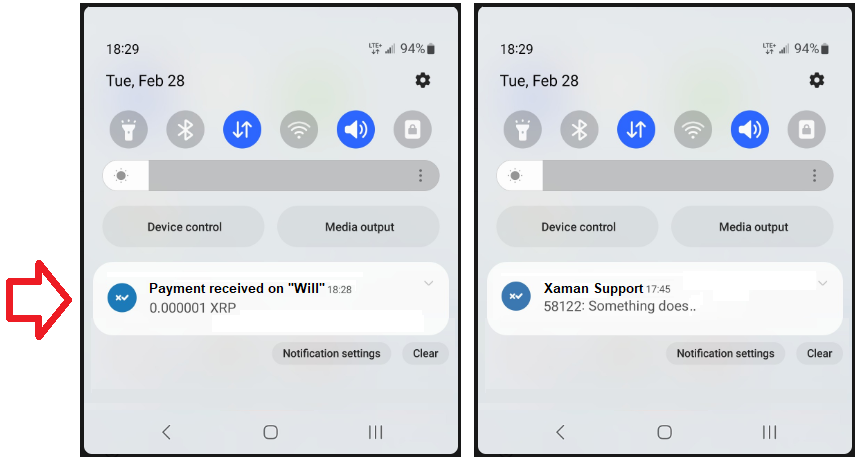 18:29 LTE+ 94%
Tue, Feb 28
Device control Media output
Payment received on "Will" 18:28
0.000001 XRP
Notification settings Clear
18:29 LTE+ 94%
Tue, Feb 28
Device control Media output
Xaman Support 17:45
58122: Something does..
Notification settings Clear